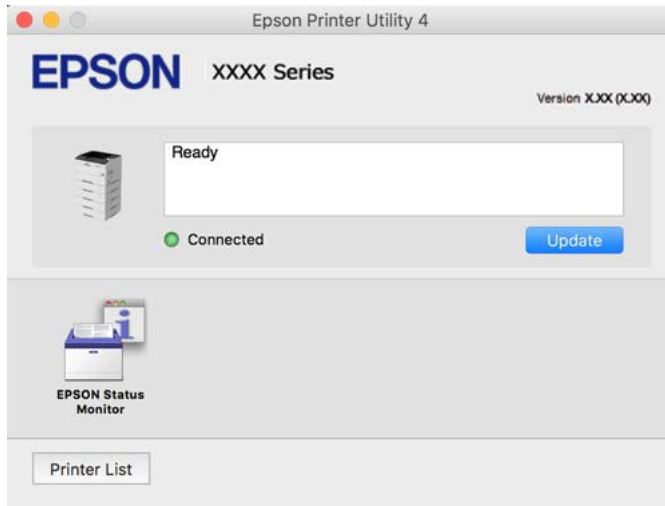 Epson Printer Utility 4
EPSON XXXX Series
Version X.XX (X.XX)
Ready
Connected
Update
EPSON Status
Monitor
Printer List